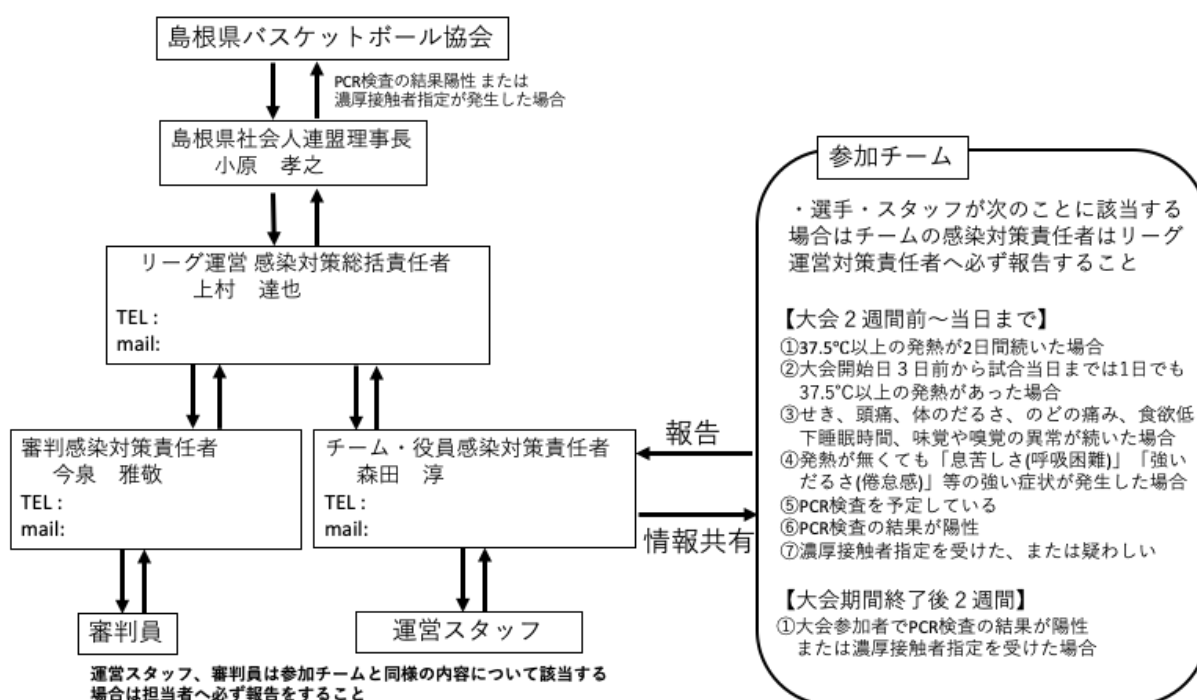 島根県バスケットボール協会
PCR検査の結果陽性 または
濃厚接触者指定が発生した場合
島根県社会人連盟理事長
小原　孝之
リーグ運営 感染対策総括責任者
上村　達也
TEL :
mail:
審判感染対策責任者
今泉　雅敬
TEL :
mail:
チーム・役員感染対策責任者
森田　淳
TEL :
mail:
審判員
運営スタッフ
運営スタッフ、審判員は参加チームと同様の内容について該当する
場合は担当者へ必ず報告をすること
報告
情報共有
参加チーム
・選手・スタッフが次のことに該当する
場合はチームの感染対策責任者はリーグ
運営対策責任者へ必ず報告すること
【大会２週間前～当日まで】
①37.5℃以上の発熱が2日間続いた場合
②大会開始日３日前から試合当日までは1日でも
37.5℃以上の発熱があった場合
③せき、頭痛、体のだるさ、のどの痛み、食欲低
下睡眠時間、味覚や嗅覚の異常が続いた場合
④発熱が無くても「息苦しさ(呼吸困難)」「強い
だるさ(倦怠感)」等の強い症状が発生した場合
⑤PCR検査を予定している
⑥PCR検査の結果が陽性
⑦濃厚接触者指定を受けた、または疑わしい
【大会期間終了後２週間】
①大会参加者でPCR検査の結果が陽性
または濃厚接触者指定を受けた場合